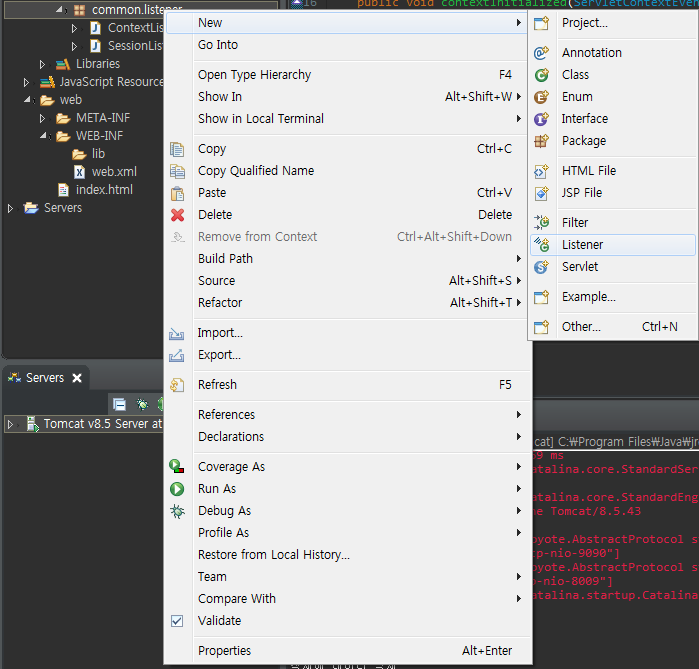 common.listener
ContextLis
SessionList
Libraries
JavaScript Resource
web
META-INF
WEB-INF
lib
web.xml
index.html
Servers
Servers
Tomcat v8.5 Server at
16 public void contextInitialized(ServletContextEven
New
Go Into
Open Type Hierarchy F4
Show In Alt+Shift+W
Show in Local Terminal
Copy Ctrl+C
Copy Qualified Name
Paste Ctrl+V
Delete Delete
Remove from Context Ctrl+Alt+Shift+Down
Build Path
Source Alt+Shift+S
Refactor Alt+Shift+T
Import...
Export...
Refresh F5
References
Declarations
Coverage As
Run As
Debug As
Profile As
Restore from Local History...
Team
Compare With
Validate
Properties Alt+Enter
Project...
Annotation
Class
Enum
Interface
Package
HTML File
JSP File
Filter
Listener
Servlet
Example...
Other... Ctrl+N
cat] C:₩Program Files₩Java₩jr
59 ms
atalina.core.StandardSer
atalina.core.StandardEng
he Tomcat/8.5.43
oyote.AbstractProtocol s
tp-nio-9090"]
oyote.AbstractProtocol s
p-nio-8009"]
atalina.startup.Catalina